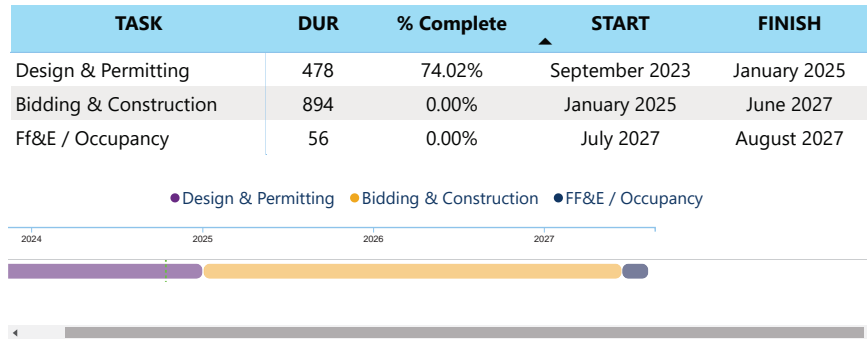 TASK DUR % Complete START FINISH
Design & Permitting 478 74.02% September 2023 January 2025
Bidding & Construction 894 0.00% January 2025 June 2027
Ff&E / Occupancy 56 0.00% July 2027 August 2027
Design & Permitting Bidding & Construction FF&E / Occupancy
2024 2025 2026 2027